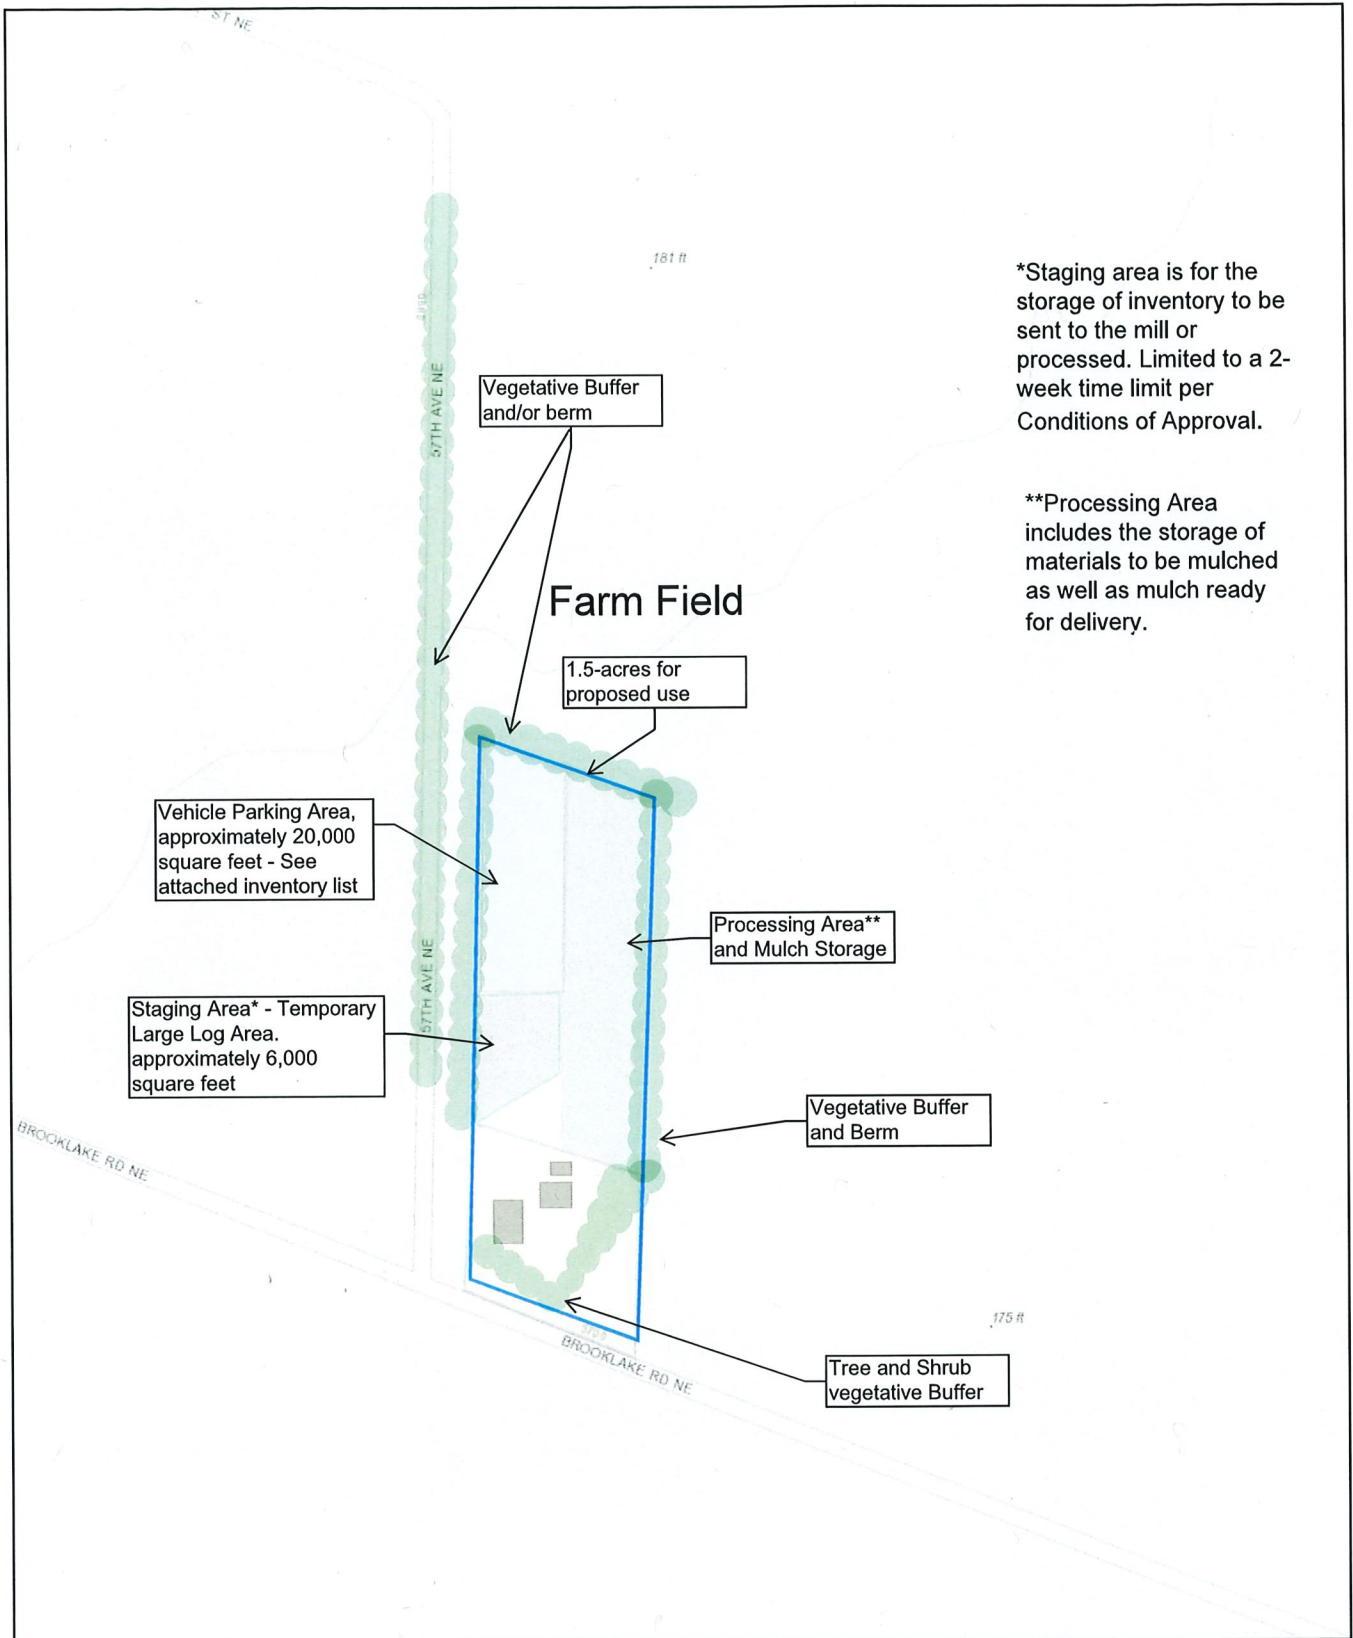 ST NE
181 ft
*Staging area is for the
storage of inventory to be
sent to the mill or
processed. Limited to a 2-
week time limit per
Conditions of Approval.
57TH AVE NE
Vegetative Buffer
and/or berm
**Processing Area
includes the storage of
materials to be mulched
as well as mulch ready
for delivery.
Farm Field
1.5-acres for
proposed use
Vehicle Parking Area,
approximately 20,000
square feet - See
attached inventory list
Processing Area**
and Mulch Storage
57TH AVE NE
Staging Area* - Temporary
Large Log Area.
approximately 6,000
square feet
Vegetative Buffer
and Berm
BROOKLAKE RD NE
175 ft
BROOKLAKE RD NE
Tree and Shrub
vegetative Buffer